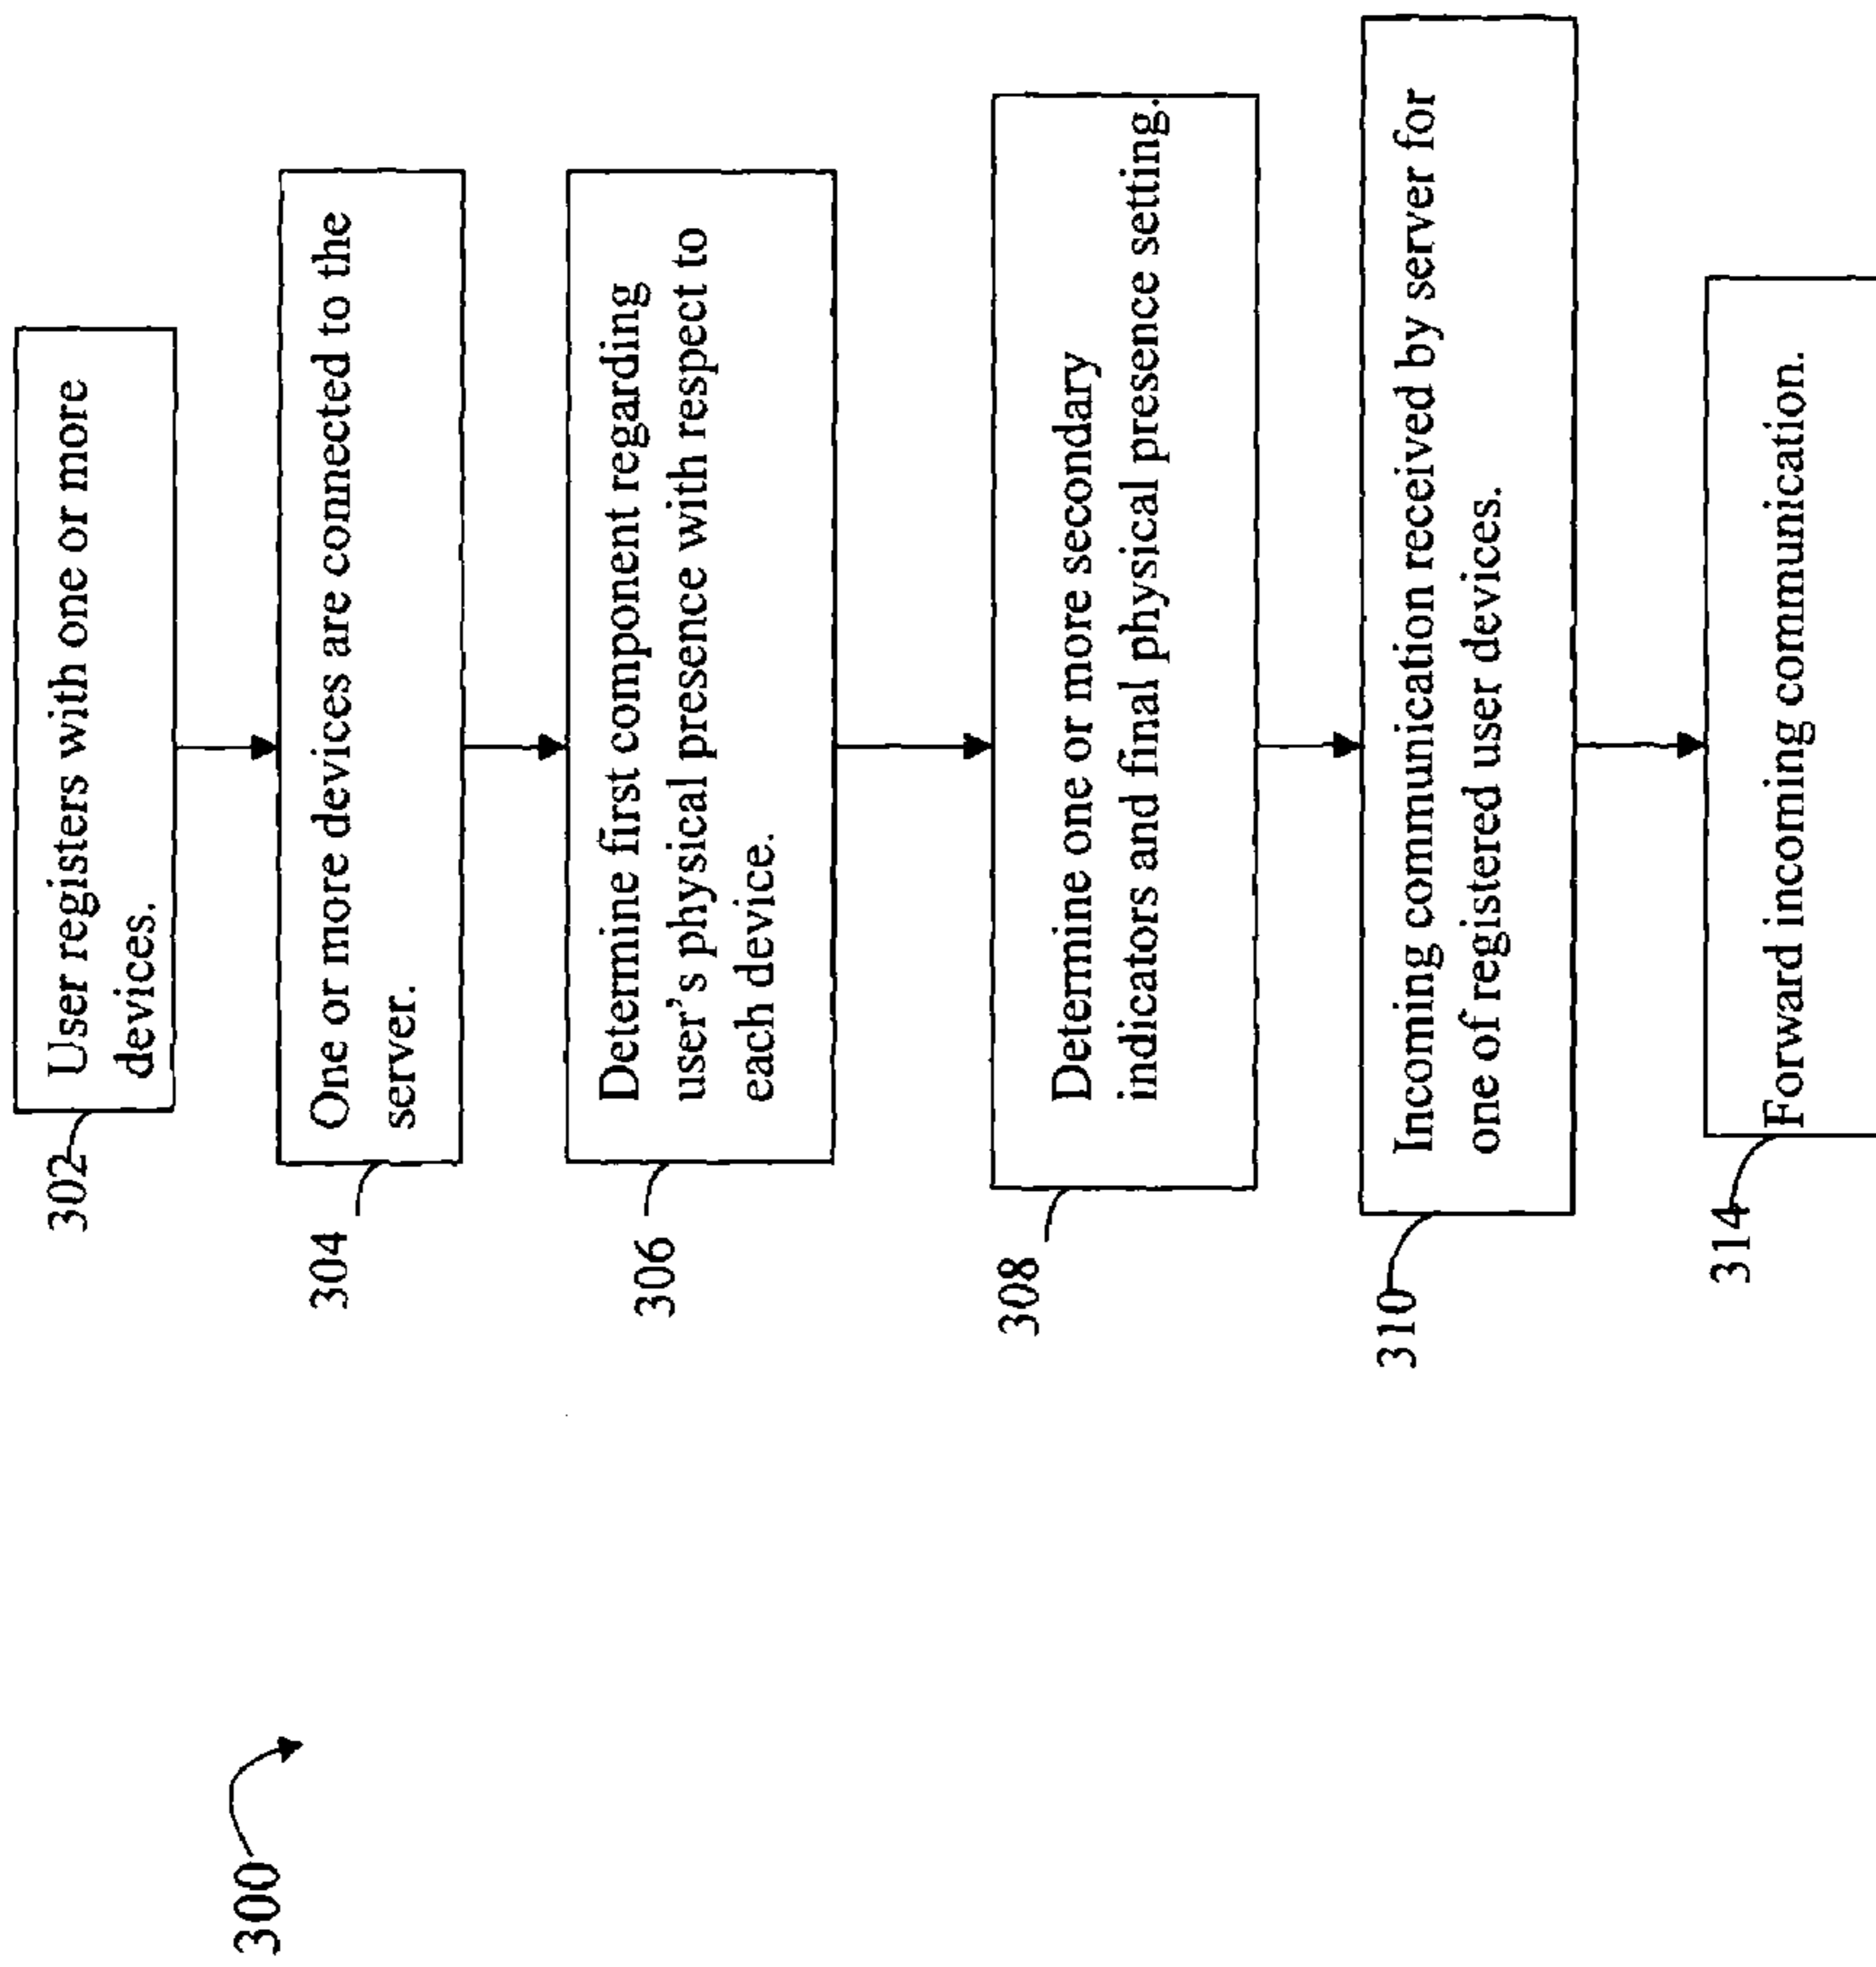 300
302
User registers with one or more
devices.
304
One or more devices are connected to the
server.
306
Determine first component regarding
user's physical presence with respect to
each device.
308
Determine one or more secondary
indicators and final physical presence setting.
310
Incoming communication received by server for
one of registered user devices.
314
Forward incoming communication.